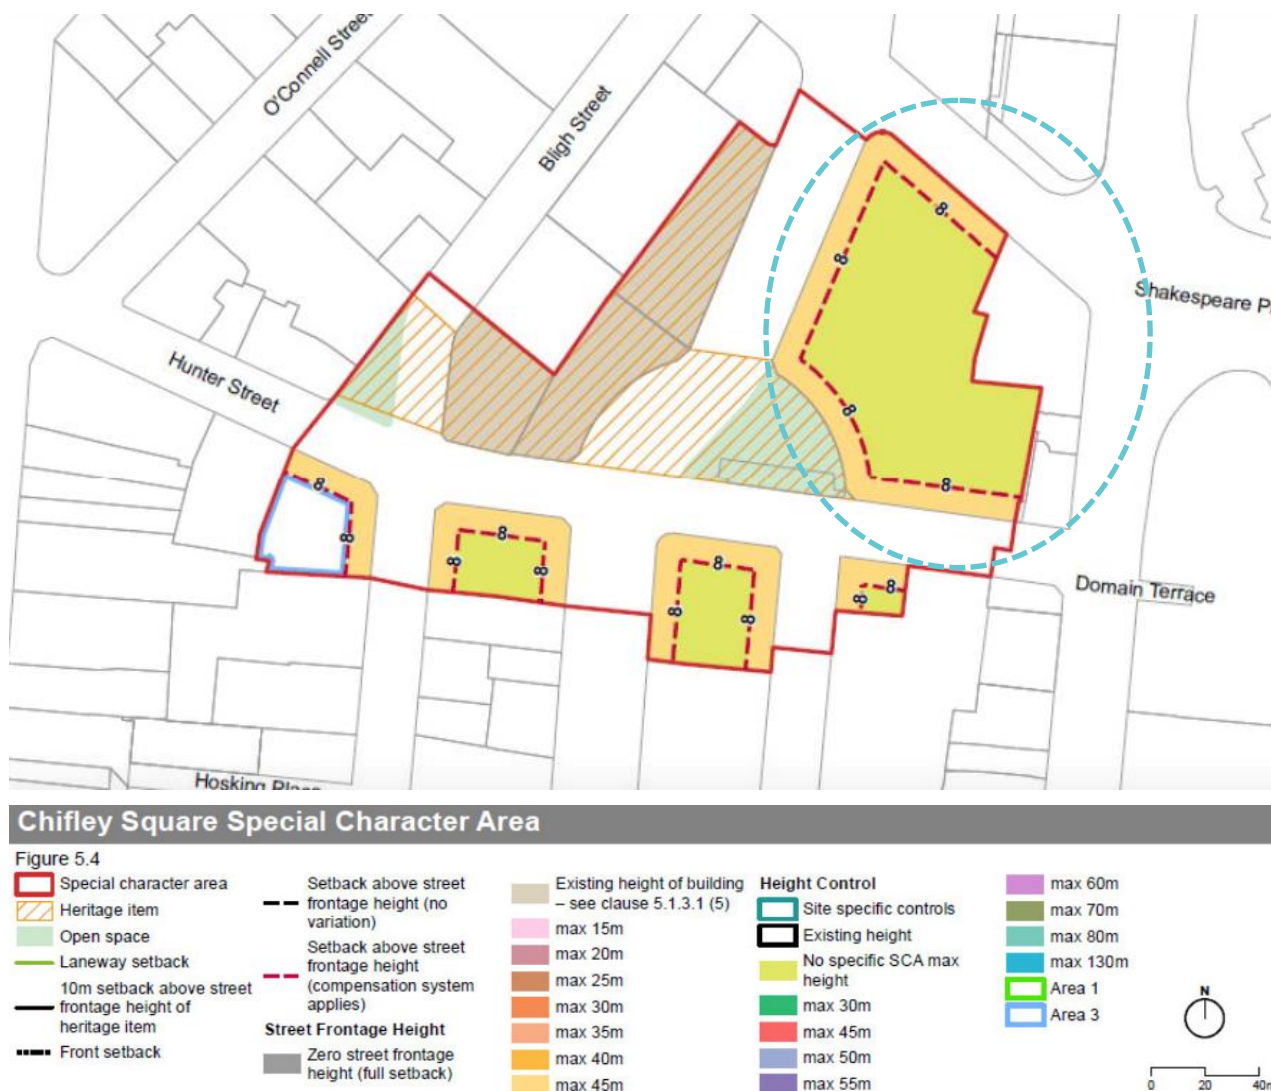 O'Connell Street
Bligh Street
Hunter Street
Shakespeare P
Domain Terrace
Hosking Place
8
8
8
8
8
8
8
8
8
8
8
8
8
Chifley Square Special Character Area
Figure 5.4
Special character area
Heritage item
Open space
Laneway setback
10m setback above street
frontage height of
heritage item
Front setback
Setback above street
frontage height (no
variation)
Setback above street
frontage height
(compensation system
applies)
Street Frontage Height
Zero street frontage
height (full setback)
Existing height of building
– see clause 5.1.3.1 (5)
max 15m
max 20m
max 25m
max 30m
max 35m
max 40m
max 45m
Height Control
Site specific controls
Existing height
No specific SCA max
height
max 30m
max 45m
max 50m
max 55m
max 60m
max 70m
max 80m
max 130m
Area 1
Area 3
N
0 20 40m